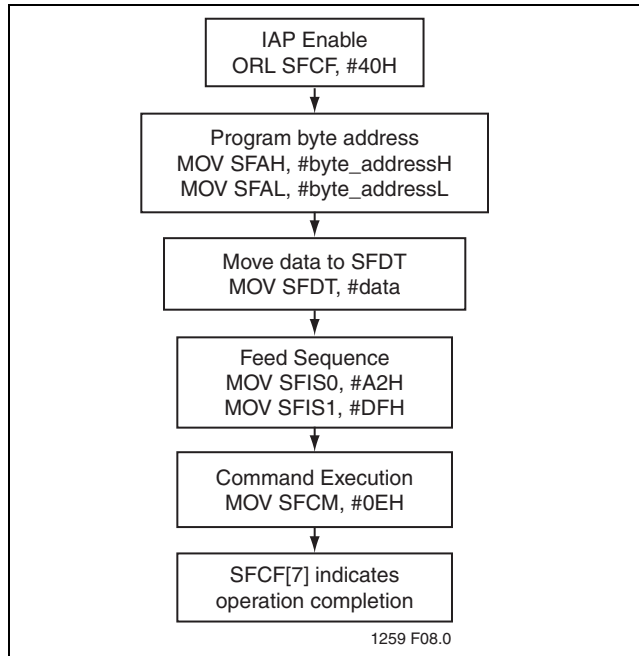 IAP Enable
ORL SFCF, #40H
Program byte address
MOV SFAH, #byte_addressH
MOV SFAL, #byte_addressL
Move data to SFDT
MOV SFDT, #data
Feed Sequence
MOV SFIS0, #A2H
MOV SFIS1, #DFH
Command Execution
MOV SFCM, #0EH
SFCF[7] indicates
operation completion
1259 F08.0